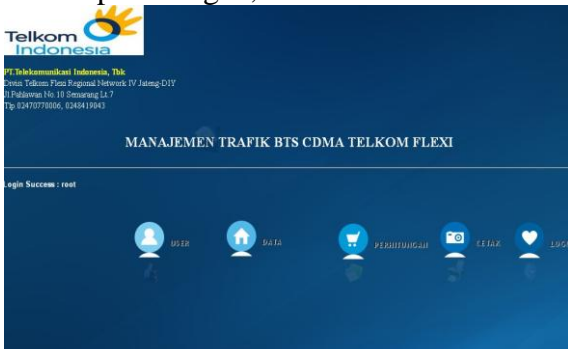 Telkom
Indonesia
PT.Telekomunikasi Indonesia, Tbk
Divisi Telkom Flexi Regional Network IV Jateng-DIY
Jl.Pahlawan No.10 Semarang Lt.7
Tlp.02470778006, 0248419843
MANAJEMEN TRAFIK BTS CDMA TELKOM FLEXI
Login Success : root
USER DATA PERHITUNGAN CETAK